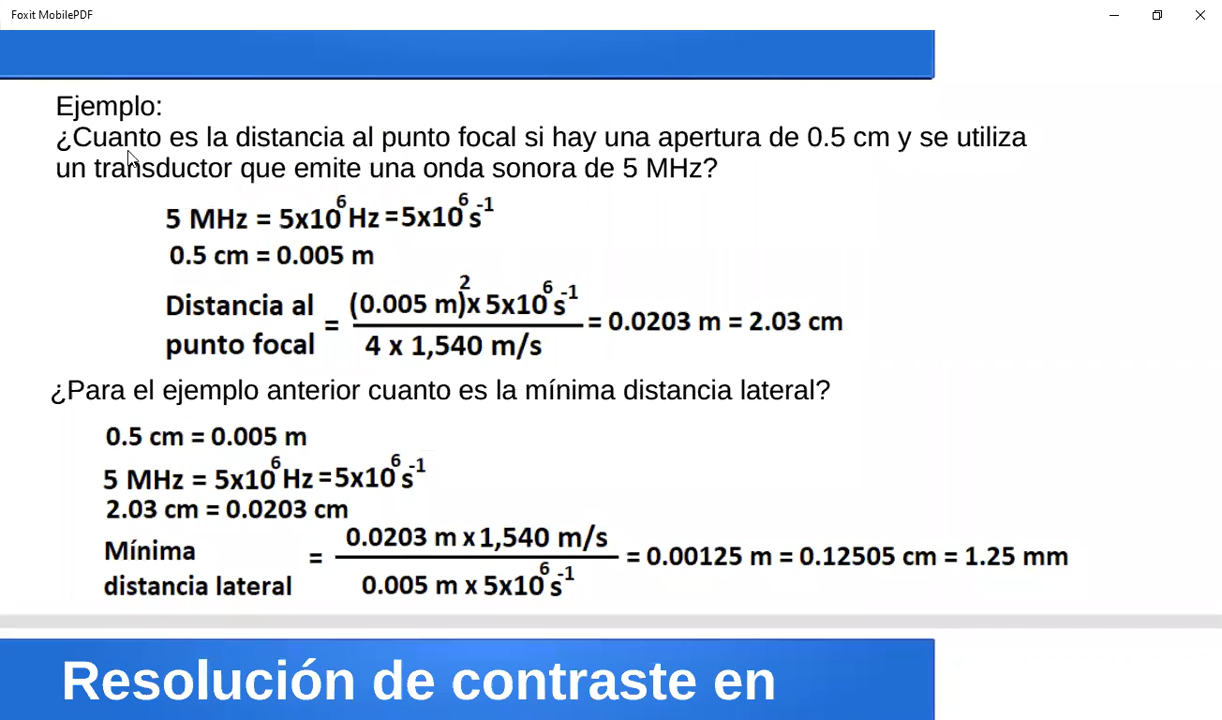 Foxit MobilePDF
Ejemplo:
¿Cuanto es la distancia al punto focal si hay una apertura de 0.5 cm y se utiliza
un transductor que emite una onda sonora de 5 MHz?
5 MHz = 5x10⁶ Hz = 5x10⁶ s⁻¹
0.5 cm = 0.005 m
Distancia al punto focal = (0.005 m)² x 5x10⁶ s⁻¹ / 4 x 1,540 m/s = 0.0203 m = 2.03 cm
¿Para el ejemplo anterior cuanto es la mínima distancia lateral?
0.5 cm = 0.005 m
5 MHz = 5x10⁶ Hz = 5x10⁶ s⁻¹
2.03 cm = 0.0203 cm
Mínima distancia lateral = 0.0203 m x 1,540 m/s / 0.005 m x 5x10⁶ s⁻¹ = 0.00125 m = 0.12505 cm = 1.25 mm
Resolución de contraste en